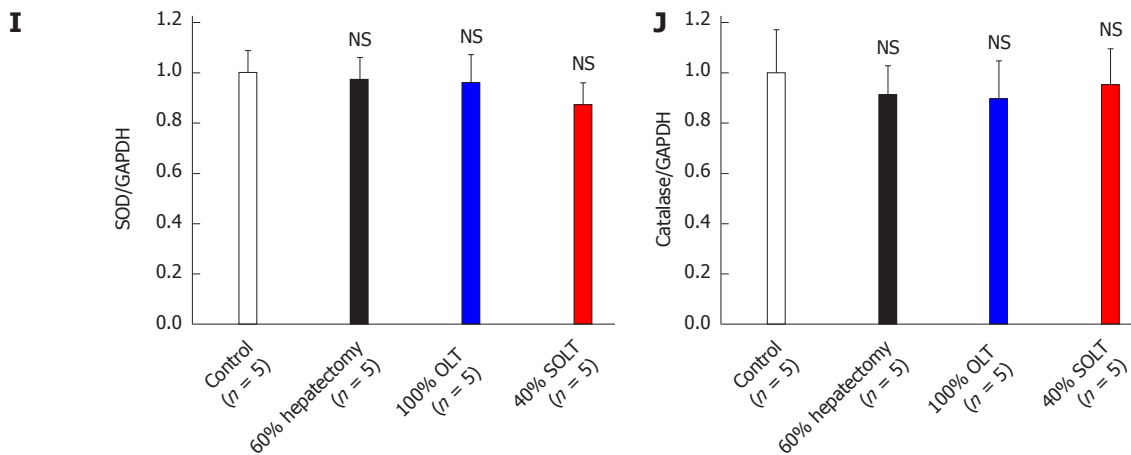 I
1.2
1.0
0.8
0.6
0.4
0.2
0.0
SOD/GAPDH
NS
NS
NS
Control
(n = 5)
60% hepatectomy
(n = 5)
100% OLT
(n = 5)
40% SOLT
(n = 5)
J
1.2
1.0
0.8
0.6
0.4
0.2
0.0
Catalase/GAPDH
NS
NS
NS
Control
(n = 5)
60% hepatectomy
(n = 5)
100% OLT
(n = 5)
40% SOLT
(n = 5)